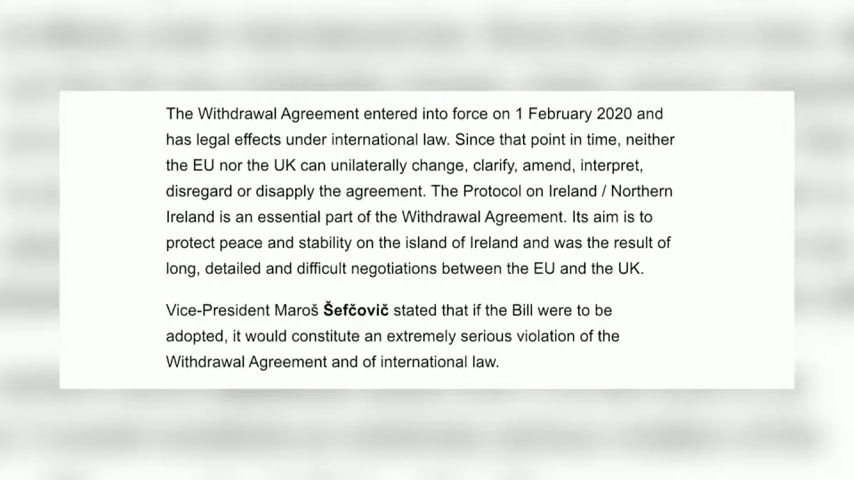 The Withdrawal Agreement entered into force on 1 February 2020 and
has legal effects under international law. Since that point in time, neither
the EU nor the UK can unilaterally change, clarify, amend, interpret,
disregard or disapply the agreement. The Protocol on Ireland / Northern
Ireland is an essential part of the Withdrawal Agreement. Its aim is to
protect peace and stability on the island of Ireland and was the result of
long, detailed and difficult negotiations between the EU and the UK.
Vice-President Maroš Šefčovič stated that if the Bill were to be
adopted, it would constitute an extremely serious violation of the
Withdrawal Agreement and of international law.